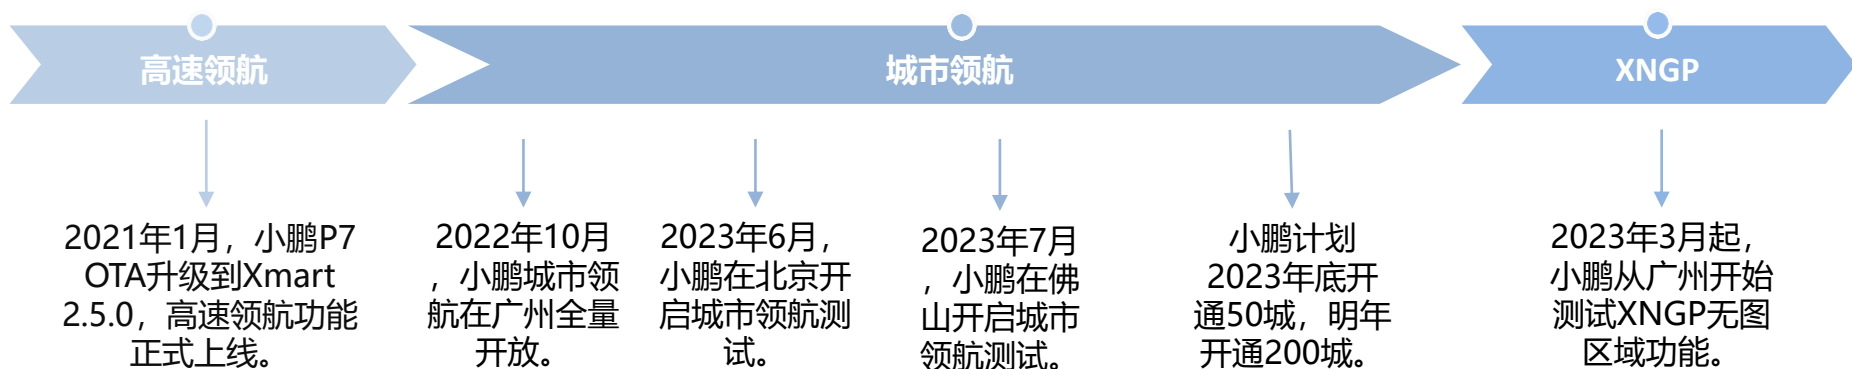 高速领航
城市领航
XNGP
2021年1月，小鹏P7
OTA升级到Xmart
2.5.0，高速领航功能
正式上线。
2022年10月
，小鹏城市领
航在广州全量
开放。
2023年6月，
小鹏在北京开
启城市领航测
试。
2023年7月
，小鹏在佛
山开启城市
领航测试。
小鹏计划
2023年底开
通50城，明年
开通200城。
2023年3月起，
小鹏从广州开始
测试XNGP无图
区域功能。